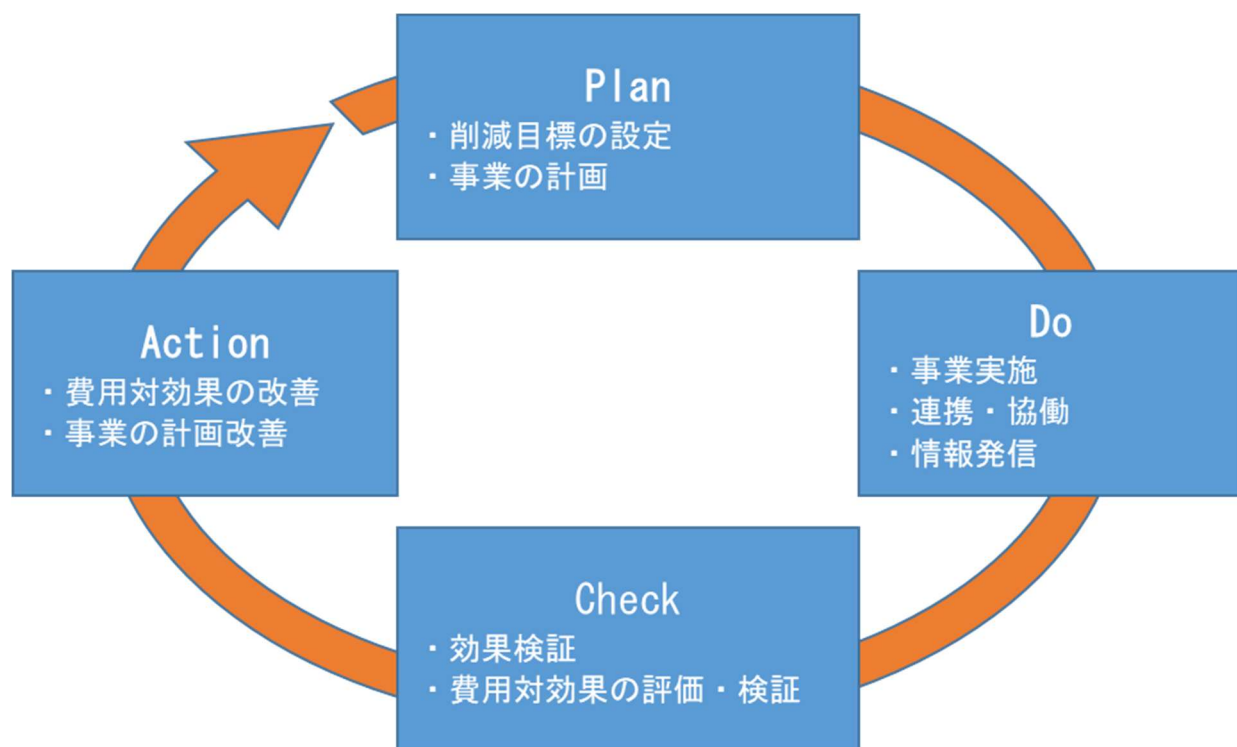 Plan
・削減目標の設定
・事業の計画
Do
・事業実施
・連携・協働
・情報発信
Check
・効果検証
・費用対効果の評価・検証
Action
・費用対効果の改善
・事業の計画改善